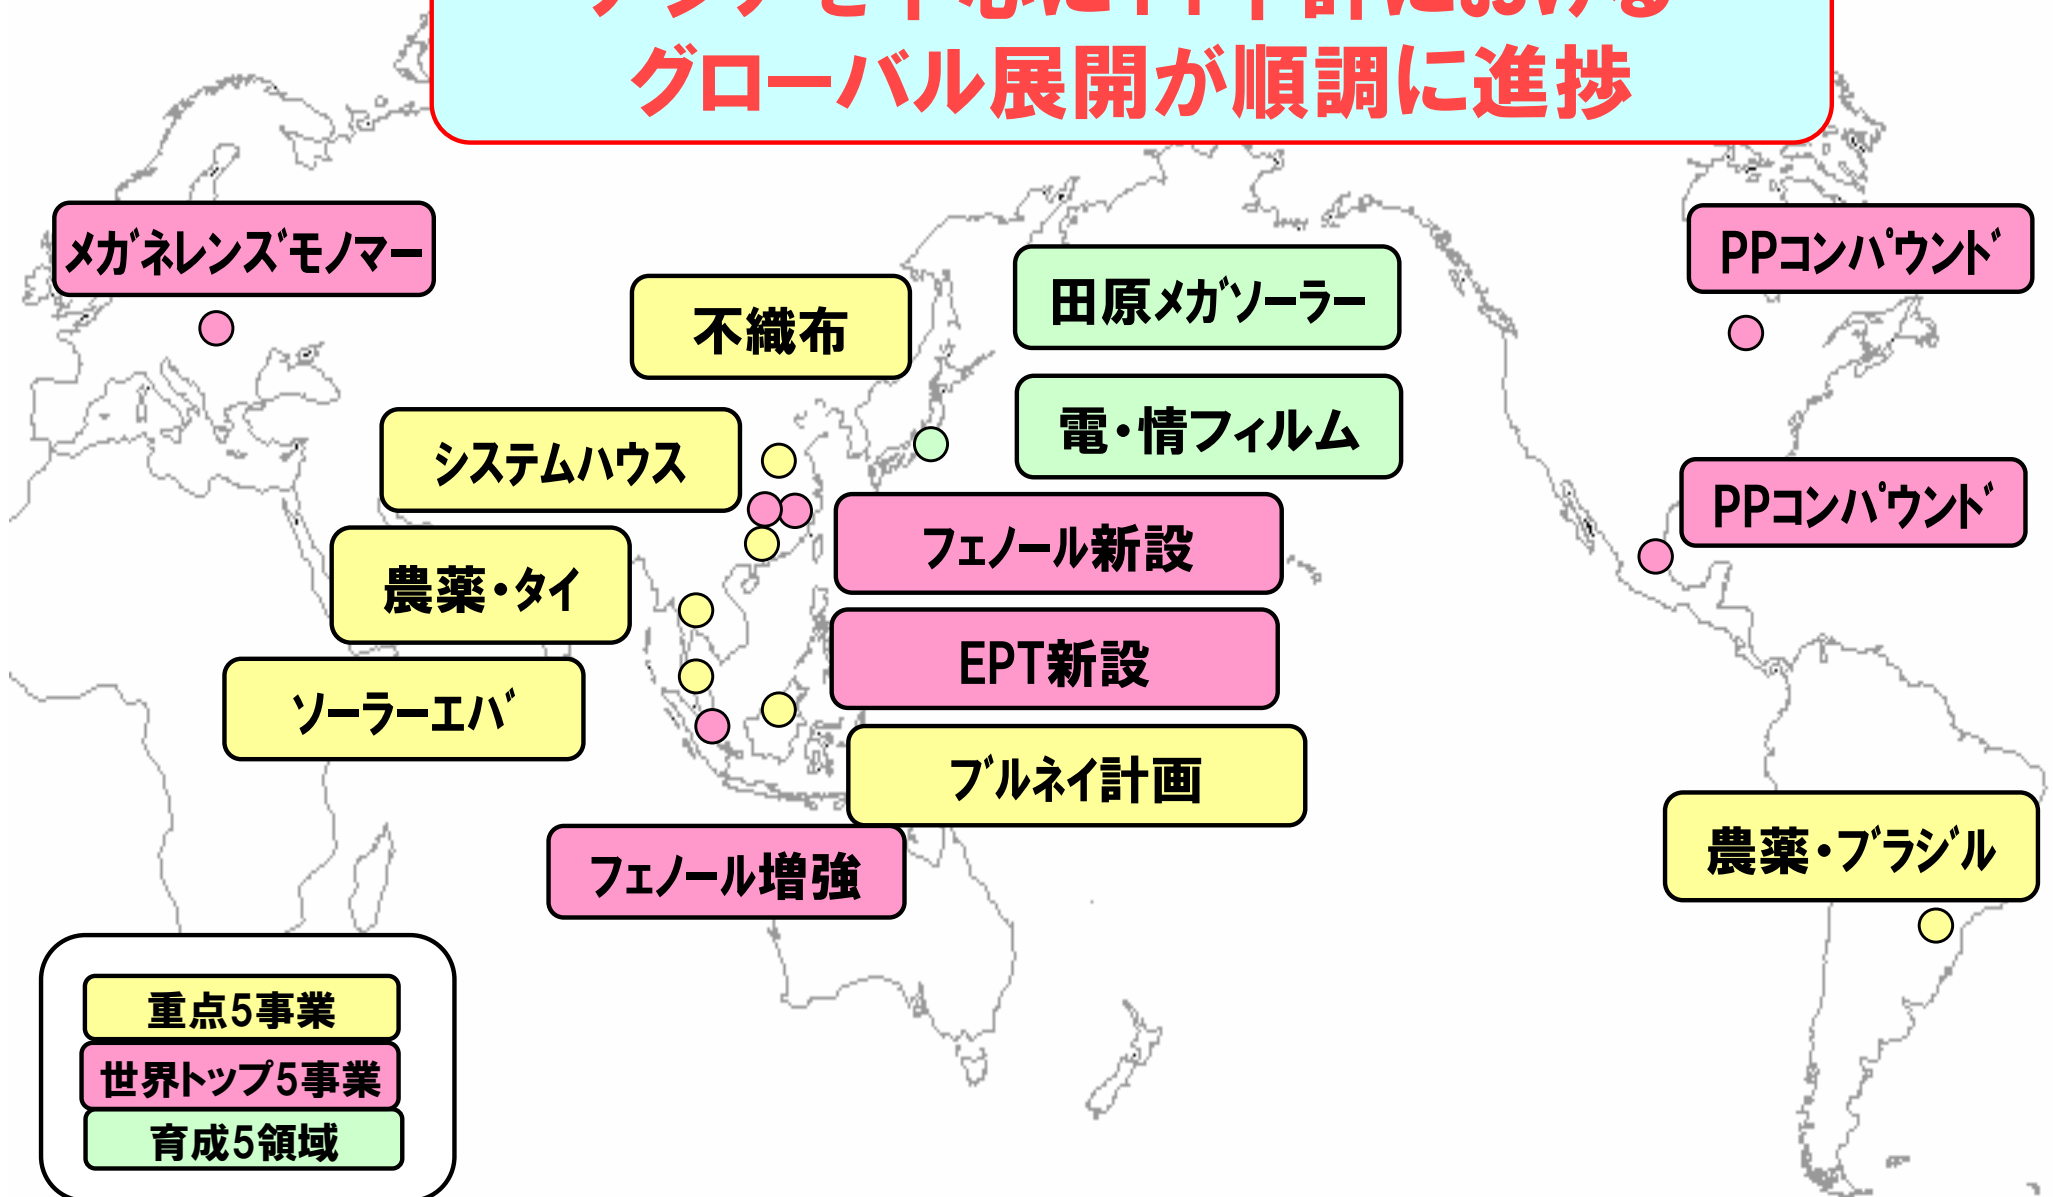 グローバル展開が順調に進捗
メガネレンズモノマー
PPコンパウンド
田原メガソーラー
不織布
電・情フィルム
システムハウス
PPコンパウンド
フェノール新設
農薬・タイ
EPT新設
ソーラーエバ
ブルネイ計画
農薬・ブラジル
フェノール増強
重点5事業
世界トップ5事業
育成5領域